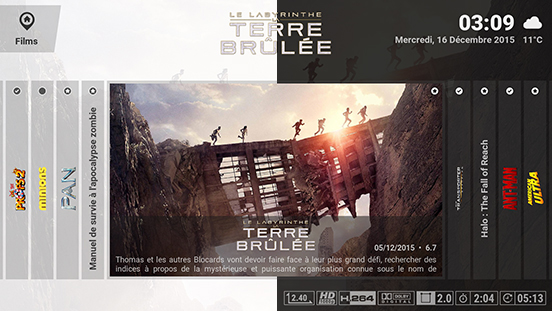 Films
LE LABYRINTHE
TERRE
BRÛLÉE
03:09
Mercredi, 16 Décembre 2015 11°C
minions
PAN
Manuel de survie à l'apocalypse zombie
LE LABYRINTHE
TERRE
BRÛLÉE
05/12/2015 • 6.7
Thomas et les autres Blocards vont devoir faire face à leur plus grand défi, rechercher des
indices à propos de la mystérieuse et puissante organisation connue sous le nom de
Halo : The Fall of Reach
ANT-MAN
AMERICAN
ULTRA
12.40 HD H.264 DOLBY DIGITAL 2.0 2:04 05:13